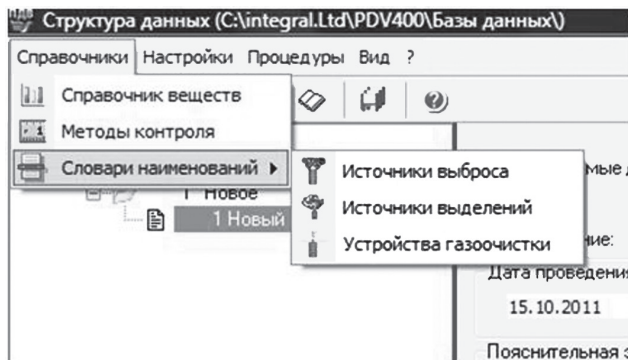 Структура данных (C:\integral.Ltd\PDV400\Базы данных\)
Справочники Настройки Процедуры Вид ?
Справочник веществ
Методы контроля
Словари наименований
Источники выброса
Источники выделений
Устройства газоочистки
1 Новое
1 Новый
Дата проведения
15.10.2011
Пояснительная